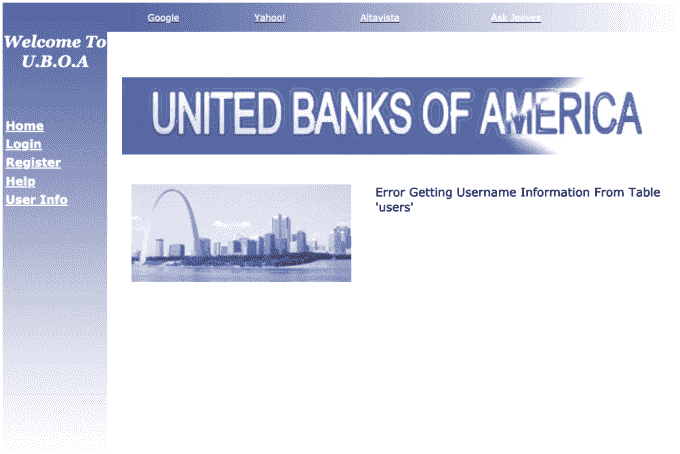 Google Yahoo! Altavista Ask Jeeves
Welcome To
U.B.O.A
Home
Login
Register
Help
User Info
UNITED BANKS OF AMERICA
Error Getting Username Information From Table
'users'